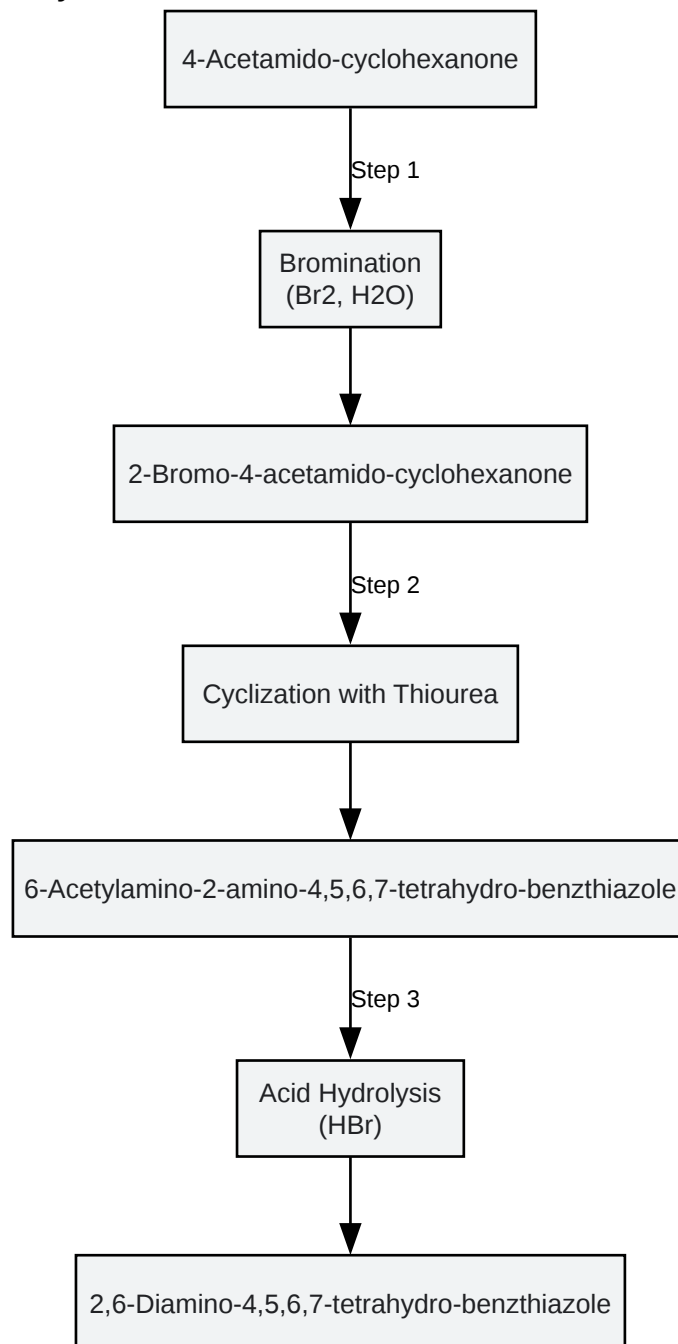 4-Acetamido-cyclohexanone
Step 1
Bromination
(Br2, H2O)
2-Bromo-4-acetamido-cyclohexanone
Step 2
Cyclization with Thiourea
6-Acetylamino-2-amino-4,5,6,7-tetrahydro-benzthiazole
Step 3
Acid Hydrolysis
(HBr)
2,6-Diamino-4,5,6,7-tetrahydro-benzthiazole